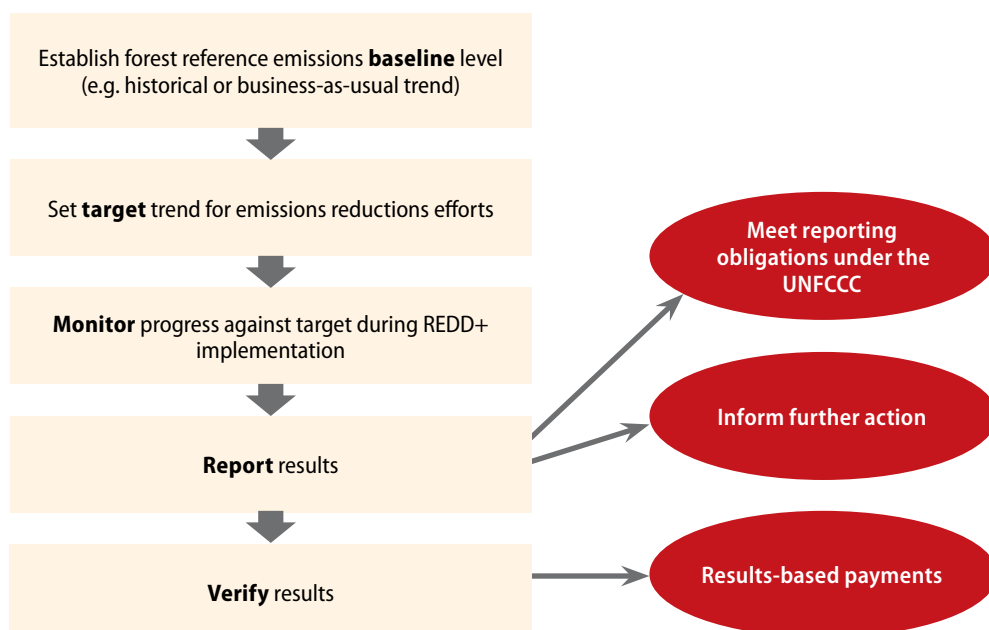 Establish forest reference emissions baseline level
(e.g. historical or business-as-usual trend)
Set target trend for emissions reductions efforts
Monitor progress against target during REDD+
implementation
Report results
Verify results
Meet reporting
obligations under the
UNFCCC
Inform further action
Results-based payments